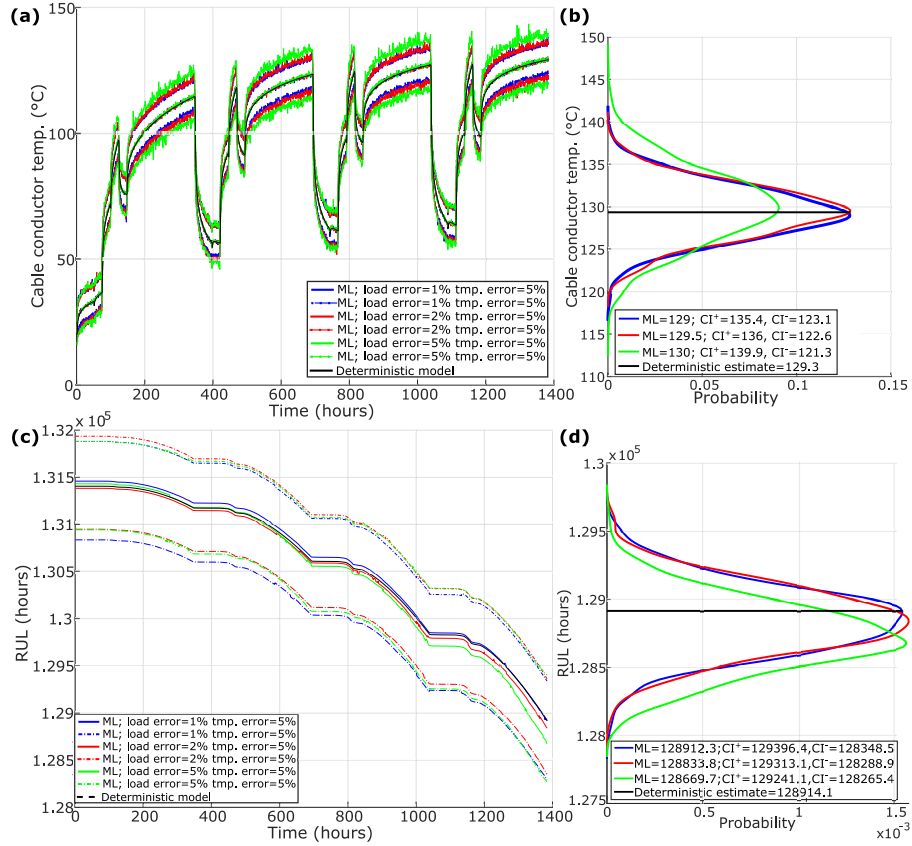 (a)
150
100
50
0
Cable conductor temp. (°C)
0 200 400 600 800 1000 1200 1400
Time (hours)
ML; load error=1% tmp. error=5%
ML; load error=1% tmp. error=5%
ML; load error=2% tmp. error=5%
ML; load error=2% tmp. error=5%
ML; load error=5% tmp. error=5%
ML; load error=5% tmp. error=5%
Deterministic model
(b)
150
145
140
135
130
125
120
115
110
Cable conductor temp. (°C)
0 0.05 0.1 0.15
Probability
ML=129; CI⁺=135.4, CI⁻=123.1
ML=129.5; CI⁺=136, CI⁻=122.6
ML=130; CI⁺=139.9, CI⁻=121.3
Deterministic estimate=129.3
(c)
× 10⁵
1.32
1.315
1.31
1.305
1.3
1.295
1.29
1.285
1.28
RUL (hours)
0 200 400 600 800 1000 1200 1400
Time (hours)
ML; load error=1% tmp. error=5%
ML; load error=1% tmp. error=5%
ML; load error=2% tmp. error=5%
ML; load error=2% tmp. error=5%
ML; load error=5% tmp. error=5%
ML; load error=5% tmp. error=5%
Deterministic model
(d)
×10⁵
1.3
1.295
1.29
1.285
1.28
1.275
RUL (hours)
0 0.5 1 1.5
Probability
×10⁻³
ML=128912.3;CI⁺=129396.4,CI⁻=128348.5
ML=128833.8;CI⁺=129313.1,CI⁻=128288.9
ML=128669.7;CI⁺=129241.1,CI⁻=128265.4
Deterministic estimate=128914.1